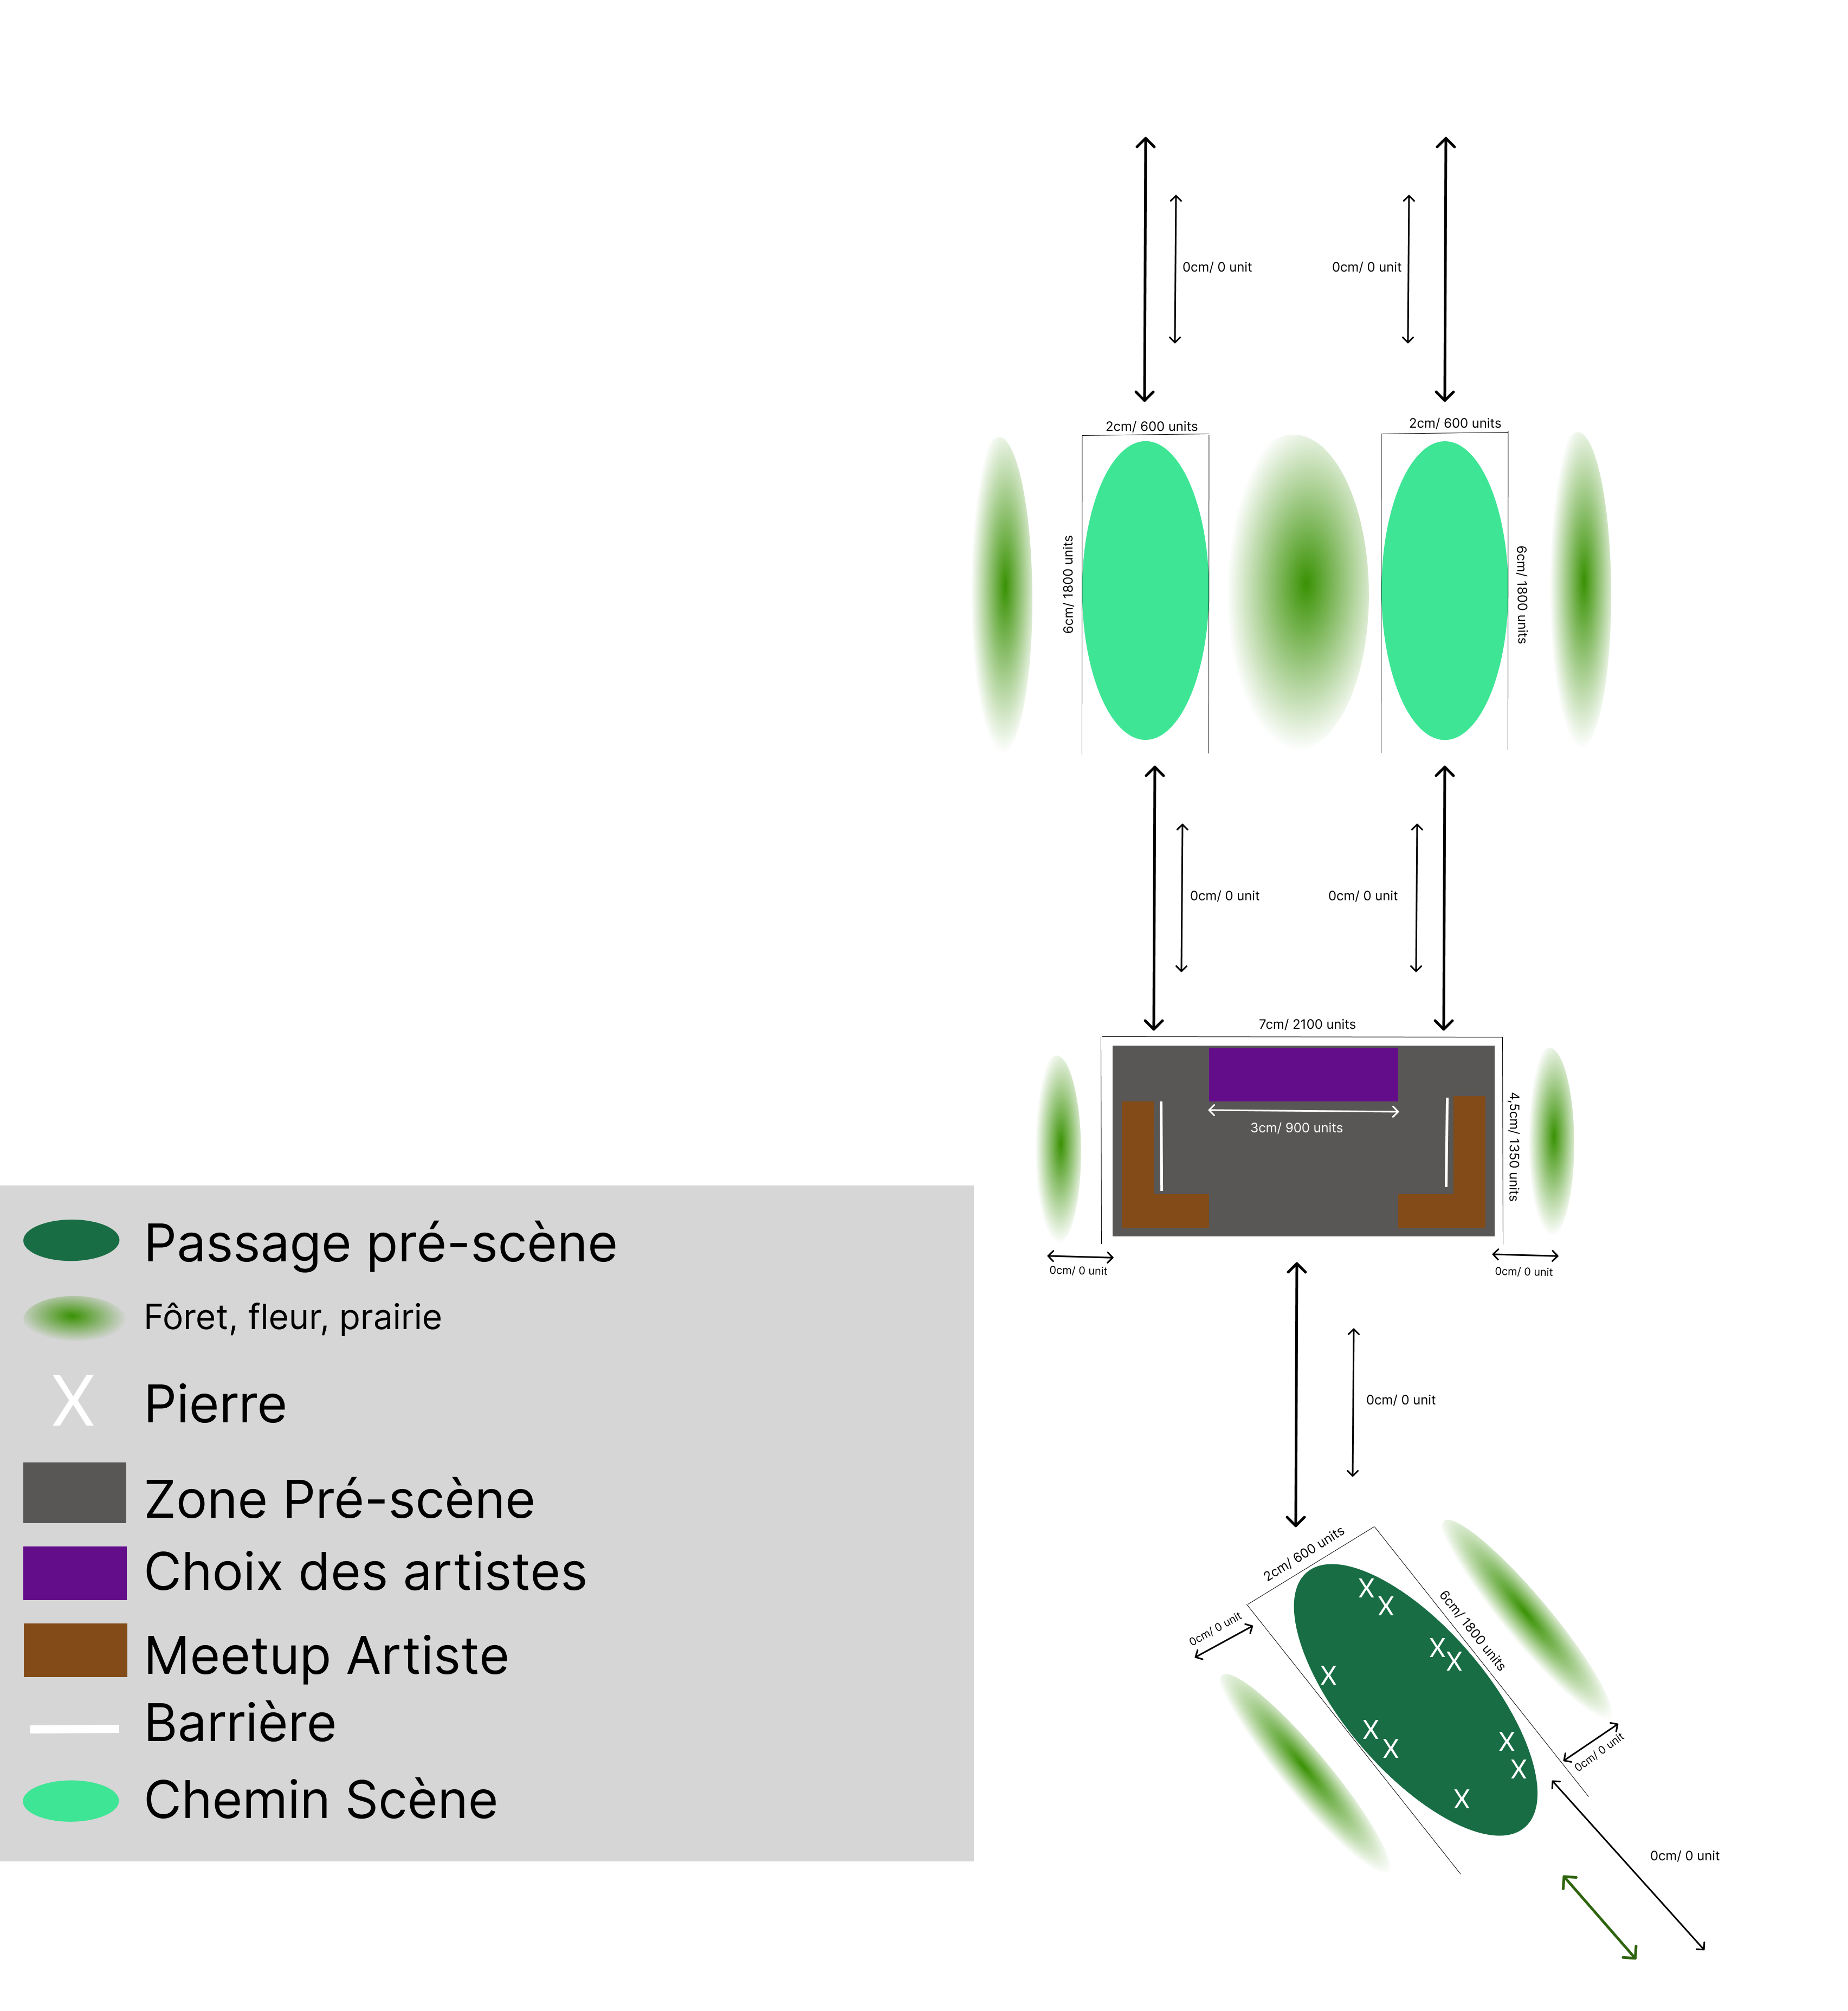 0cm/ 0 unit
0cm/ 0 unit
2cm/ 600 units
2cm/ 600 units
6cm/ 1800 units
6cm/ 1800 units
0cm/ 0 unit
0cm/ 0 unit
7cm/ 2100 units
3cm/ 900 units
4,5cm/ 1350 units
0cm/ 0 unit
0cm/ 0 unit
Passage pré-scène
Fôret, fleur, prairie
X Pierre
Zone Pré-scène
Choix des artistes
Meetup Artiste
Barrière
Chemin Scène
0cm/ 0 unit
2cm/ 600 units
0cm/ 0 unit
6cm/ 1800 units
X
X
X
X
X
X
X
X
X
X
0cm/ 0 unit
0cm/ 0 unit